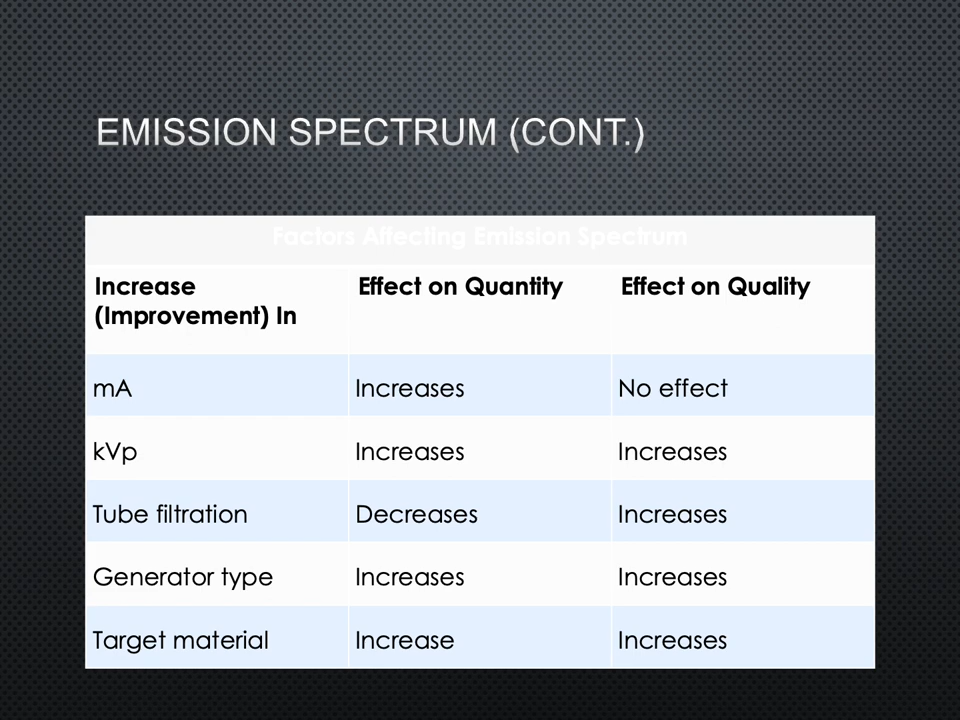 EMISSION SPECTRUM (CONT.)
Factors Affecting Emission Spectrum
Increase (Improvement) In
Effect on Quantity
Effect on Quality
mA
Increases
No effect
kVp
Increases
Increases
Tube filtration
Decreases
Increases
Generator type
Increases
Increases
Target material
Increase
Increases